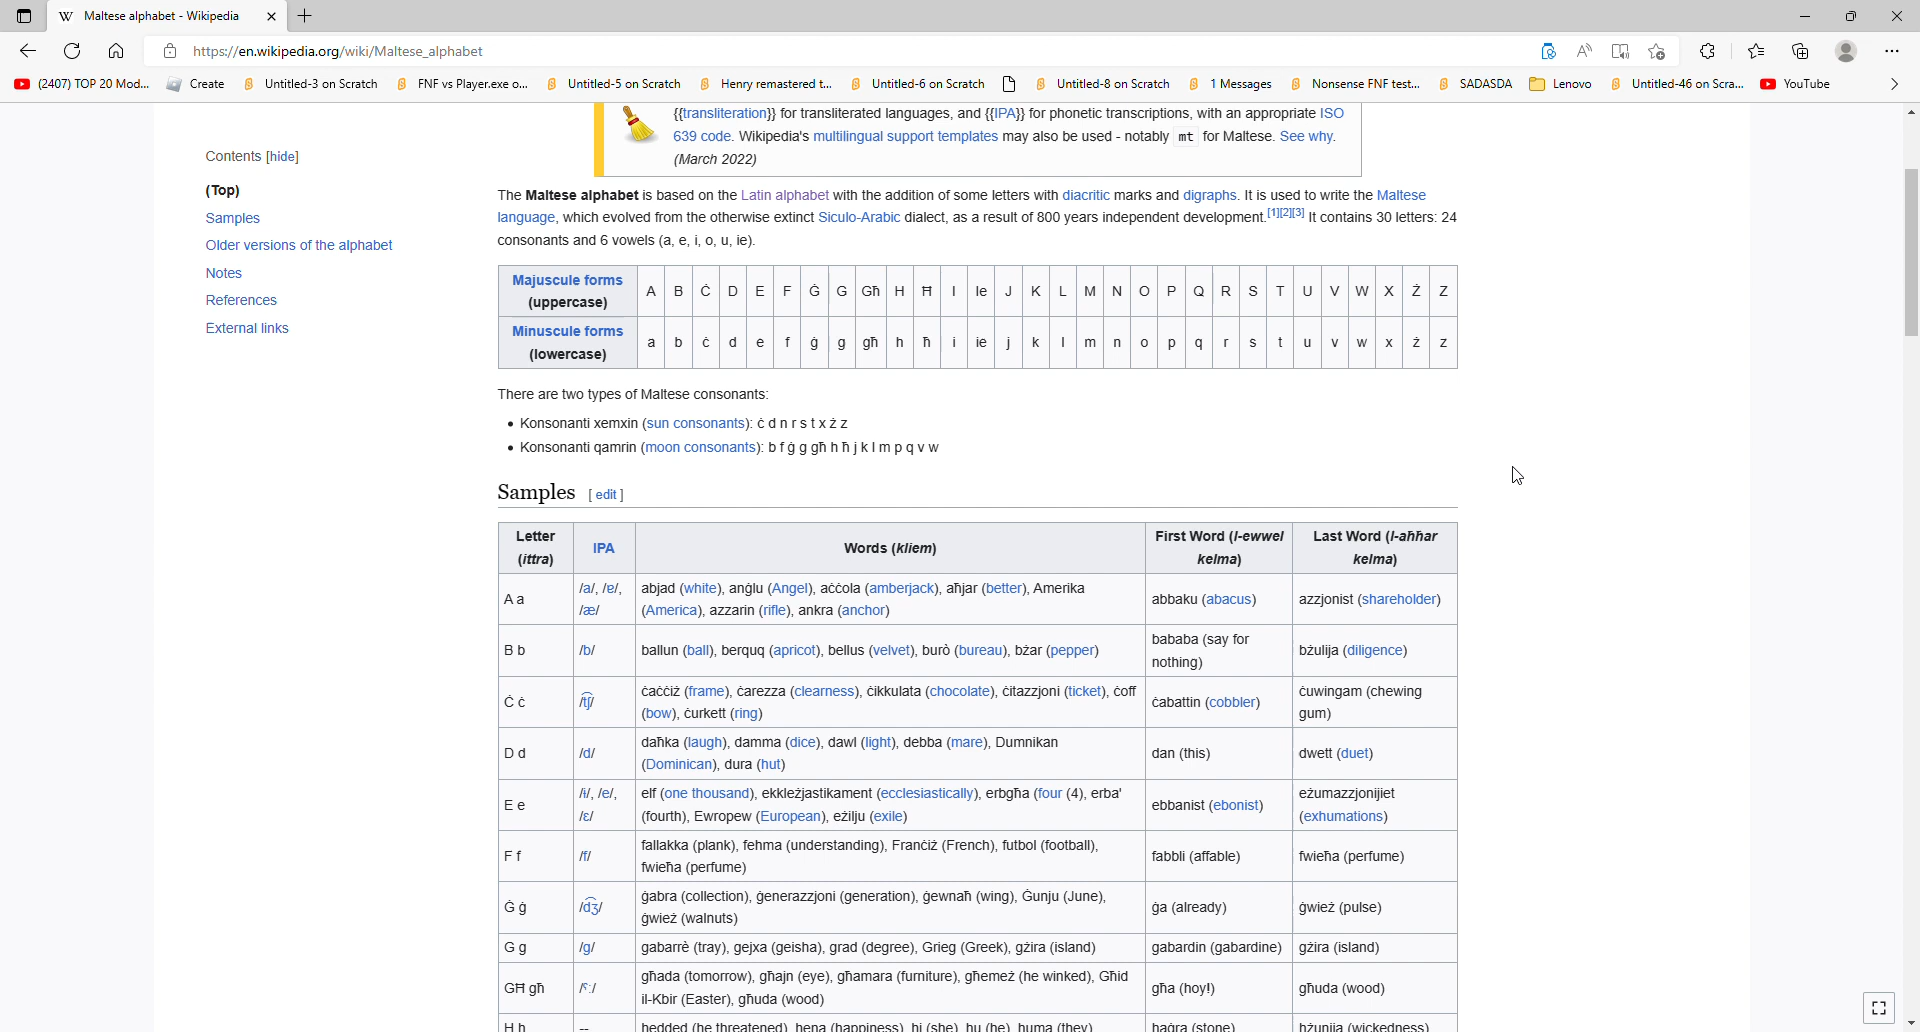 Maltese alphabet - Wikipedia
https://en.wikipedia.org/wiki/Maltese_alphabet
(2407) TOP 20 Mod... Create Untitled-3 on Scratch FNF vs Player.exe o... Untitled-5 on Scratch Henry remastered t... Untitled-6 on Scratch Untitled-8 on Scratch 1 Messages Nonsense FNF test... SADASDA Lenovo Untitled-46 on Scra... YouTube
{{transliteration}} for transliterated languages, and {{IPA}} for phonetic transcriptions, with an appropriate ISO
639 code. Wikipedia's multilingual support templates may also be used - notably mt for Maltese. See why.
(March 2022)
Contents [hide]
(Top)
Samples
Older versions of the alphabet
Notes
References
External links
The Maltese alphabet is based on the Latin alphabet with the addition of some letters with diacritic marks and digraphs. It is used to write the Maltese
language, which evolved from the otherwise extinct Siculo-Arabic dialect, as a result of 800 years independent development.[1][2][3] It contains 30 letters: 24
consonants and 6 vowels (a, e, i, o, u, ie).
Majuscule forms
(uppercase)
A B Ċ D E F Ġ G Għ H Ħ I Ie J K L M N O P Q R S T U V W X Ż Z
Minuscule forms
(lowercase)
a b ċ d e f ġ g għ h ħ i ie j k l m n o p q r s t u v w x ż z
There are two types of Maltese consonants:
• Konsonanti xemxin (sun consonants): ċ d n r s t x ż z
• Konsonanti qamrin (moon consonants): b f ġ g għ h ħ j k l m p q v w
Samples [ edit ]
Letter
(ittra)
IPA
Words (kliem)
First Word (l-ewwel
kelma)
Last Word (l-aħħar
kelma)
A a
/a/, /ɐ/,
/æ/
abjad (white), anġlu (Angel), aċċola (amberjack), aħjar (better), Amerika
(America), azzarin (rifle), ankra (anchor)
abbaku (abacus)
azzjonist (shareholder)
B b
/b/
ballun (ball), berquq (apricot), bellus (velvet), burò (bureau), bżar (pepper)
bababa (say for
nothing)
bżulija (diligence)
Ċ ċ
/t͡ʃ/
ċaċċiż (frame), ċarezza (clearness), ċikkulata (chocolate), ċitazzjoni (ticket), ċoff
(bow), ċurkett (ring)
ċabattin (cobbler)
ċuwingam (chewing
gum)
D d
/d/
daħka (laugh), damma (dice), dawl (light), debba (mare), Dumnikan
(Dominican), dura (hut)
dan (this)
dwett (duet)
E e
/ɨ/, /e/,
/ɛ/
elf (one thousand), ekkleżjastikament (ecclesiastically), erbgħa (four (4), erba'
(fourth), Ewropew (European), eżilju (exile)
ebbanist (ebonist)
eżumazzjonijiet
(exhumations)
F f
/f/
fallakka (plank), fehma (understanding), Franċiż (French), futbol (football),
fwieħa (perfume)
fabbli (affable)
fwieħa (perfume)
Ġ ġ
/d͡ʒ/
ġabra (collection), ġenerazzjoni (generation), ġewnaħ (wing), Ġunju (June),
ġwież (walnuts)
ġa (already)
ġwież (pulse)
G g
/ɡ/
gabarrè (tray), gejxa (geisha), grad (degree), Grieg (Greek), gżira (island)
gabardin (gabardine)
gżira (island)
GĦ għ
/ˤː/
għada (tomorrow), għajn (eye), għamara (furniture), għemeż (he winked), Għid
il-Kbir (Easter), għuda (wood)
għa (hoy!)
għuda (wood)
H h
--
hedded (he threatened), hena (happiness), hi (she), hu (he), huma (they)
haġra (stone)
hżunija (wickedness)